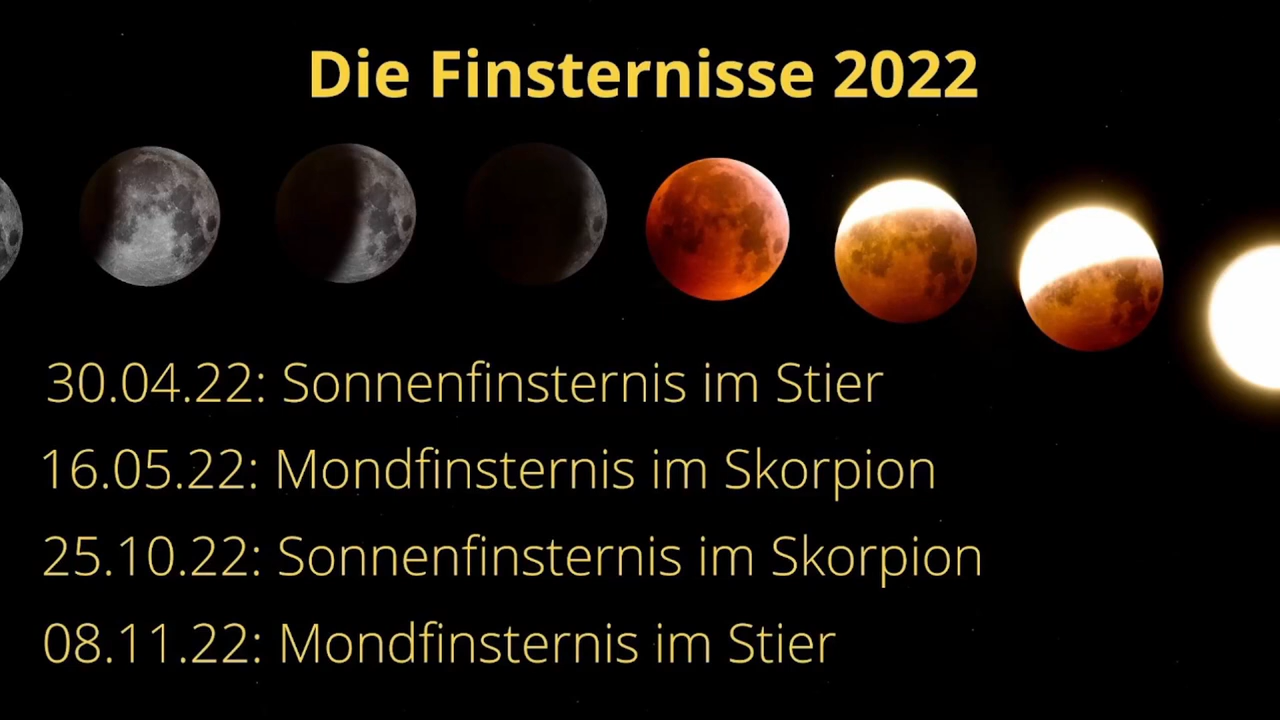 Die Finsternisse 2022
30.04.22: Sonnenfinsternis im Stier
16.05.22: Mondfinsternis im Skorpion
25.10.22: Sonnenfinsternis im Skorpion
08.11.22: Mondfinsternis im Stier